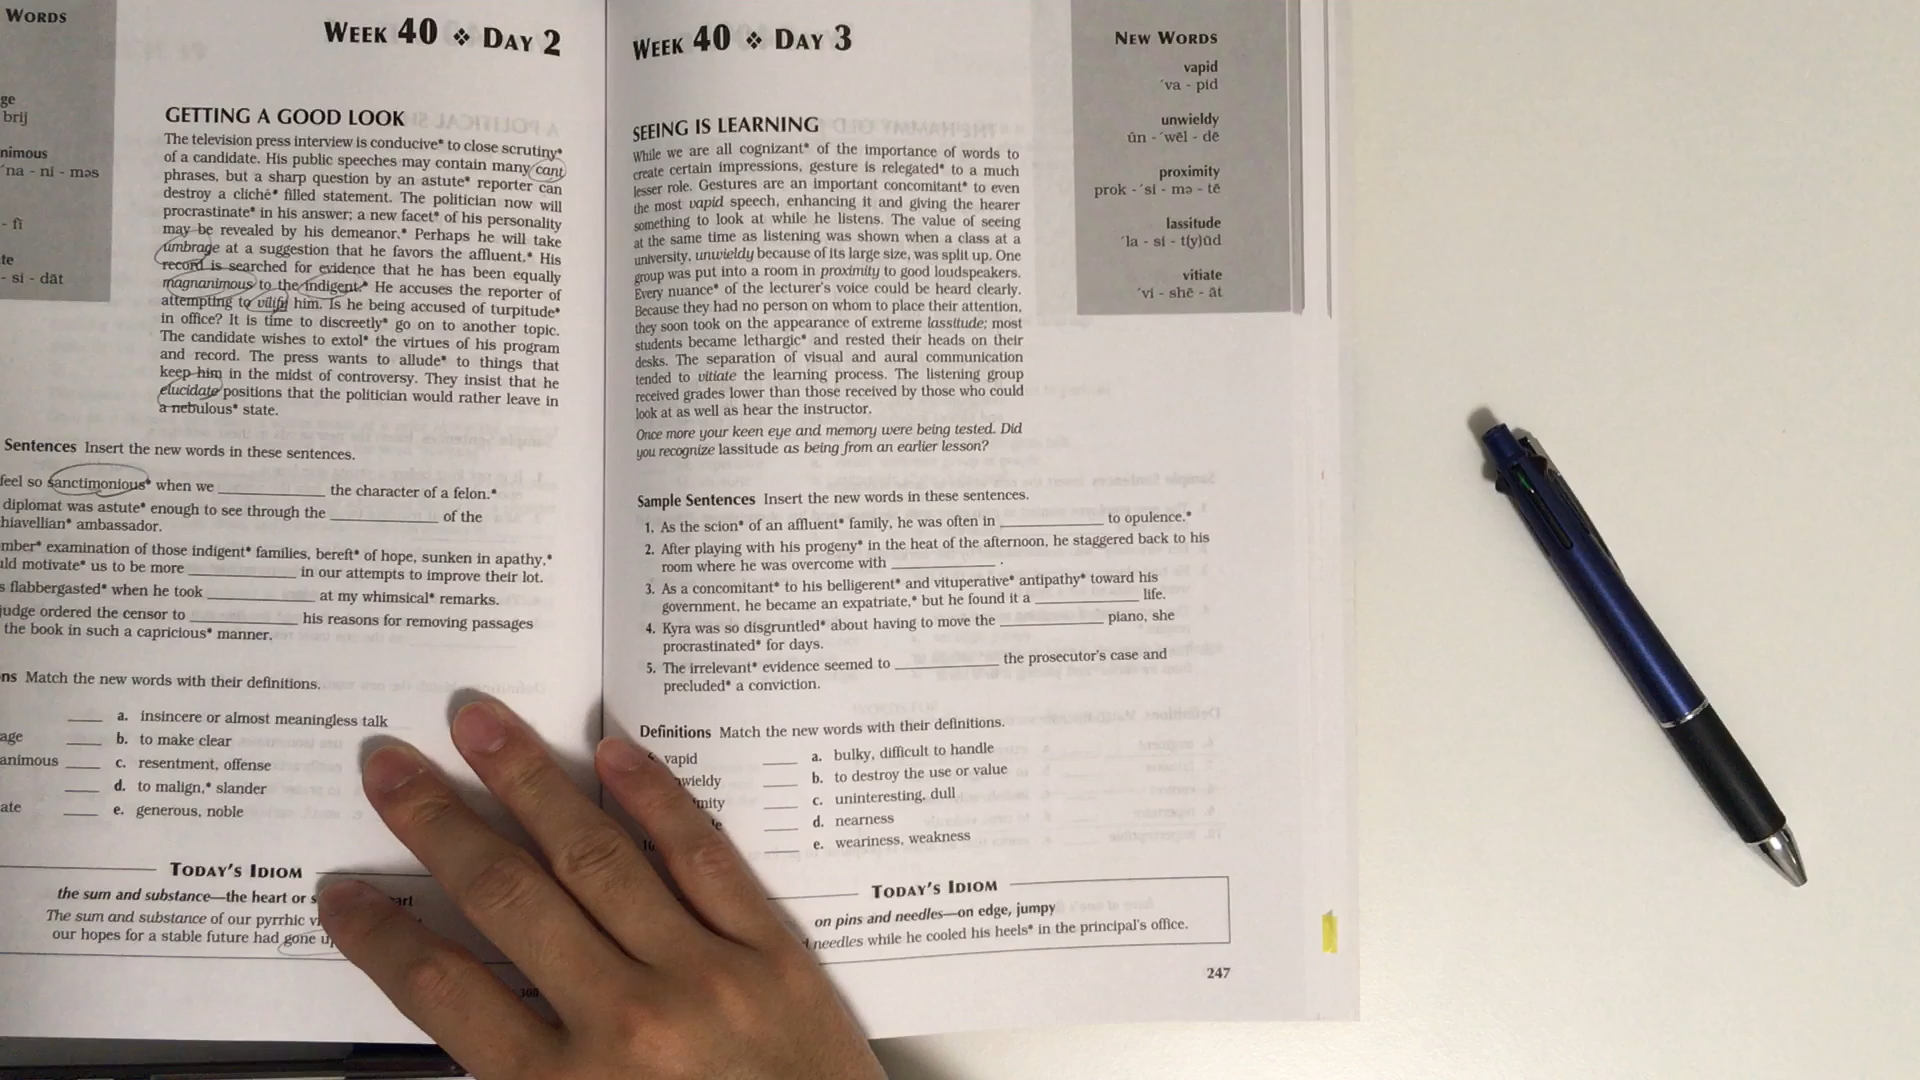 WORDS
ge
brij
nimous
ˊna - ni - məs
- fī
te
- si - dāt
WEEK 40 ❖ DAY 2
GETTING A GOOD LOOK
The television press interview is conducive* to close scrutiny*
of a candidate. His public speeches may contain many cant
phrases, but a sharp question by an astute* reporter can
destroy a cliché* filled statement. The politician now will
procrastinate* in his answer; a new facet* of his personality
may be revealed by his demeanor.* Perhaps he will take
umbrage at a suggestion that he favors the affluent.* His
record is searched for evidence that he has been equally
magnanimous to the indigent.* He accuses the reporter of
attempting to vilify him. Is he being accused of turpitude*
in office? It is time to discreetly* go on to another topic.
The candidate wishes to extol* the virtues of his program
and record. The press wants to allude* to things that
keep him in the midst of controversy. They insist that he
elucidate positions that the politician would rather leave in
a nebulous* state.
Sentences Insert the new words in these sentences.
feel so sanctimonious* when we ____________ the character of a felon.*
diplomat was astute* enough to see through the ____________ of the
hiavellian* ambassador.
mber* examination of those indigent* families, bereft* of hope, sunken in apathy,*
uld motivate* us to be more ____________ in our attempts to improve their lot.
s flabbergasted* when he took ____________ at my whimsical* remarks.
judge ordered the censor to ____________ his reasons for removing passages
the book in such a capricious* manner.
ns Match the new words with their definitions.
____ a. insincere or almost meaningless talk
age ____ b. to make clear
animous ____ c. resentment, offense
____ d. to malign,* slander
ate ____ e. generous, noble
TODAY'S IDIOM
the sum and substance—the heart or s art
The sum and substance of our pyrrhic vi
our hopes for a stable future had gone up
300
WEEK 40 ❖ DAY 3
SEEING IS LEARNING
While we are all cognizant* of the importance of words to
create certain impressions, gesture is relegated* to a much
lesser role. Gestures are an important concomitant* to even
the most vapid speech, enhancing it and giving the hearer
something to look at while he listens. The value of seeing
at the same time as listening was shown when a class at a
university, unwieldy because of its large size, was split up. One
group was put into a room in proximity to good loudspeakers.
Every nuance* of the lecturer's voice could be heard clearly.
Because they had no person on whom to place their attention,
they soon took on the appearance of extreme lassitude; most
students became lethargic* and rested their heads on their
desks. The separation of visual and aural communication
tended to vitiate the learning process. The listening group
received grades lower than those received by those who could
look at as well as hear the instructor.
Once more your keen eye and memory were being tested. Did
you recognize lassitude as being from an earlier lesson?
NEW WORDS
vapid
ˊva - pid
unwieldy
ūn - ˊwēl - dē
proximity
prok - ˊsi - mə - tē
lassitude
ˊla - si - t(y)ūd
vitiate
ˊvi - shē - āt
Sample Sentences Insert the new words in these sentences.
1. As the scion* of an affluent* family, he was often in ____________ to opulence.*
2. After playing with his progeny* in the heat of the afternoon, he staggered back to his
room where he was overcome with ____________ .
3. As a concomitant* to his belligerent* and vituperative* antipathy* toward his
government, he became an expatriate,* but he found it a ____________ life.
4. Kyra was so disgruntled* about having to move the ____________ piano, she
procrastinated* for days.
5. The irrelevant* evidence seemed to ____________ the prosecutor's case and
precluded* a conviction.
Definitions Match the new words with their definitions.
vapid ____ a. bulky, difficult to handle
wieldy ____ b. to destroy the use or value
mity ____ c. uninteresting, dull
de ____ d. nearness
10. ____ e. weariness, weakness
TODAY'S IDIOM
on pins and needles—on edge, jumpy
needles while he cooled his heels* in the principal's office.
247